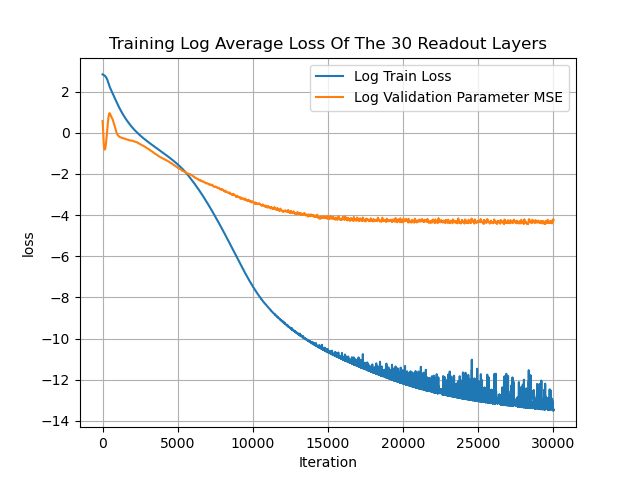 Training Log Average Loss Of The 30 Readout Layers
Log Train Loss
Log Validation Parameter MSE
loss
2
0
−2
−4
−6
−8
−10
−12
−14
0 5000 10000 15000 20000 25000 30000
Iteration